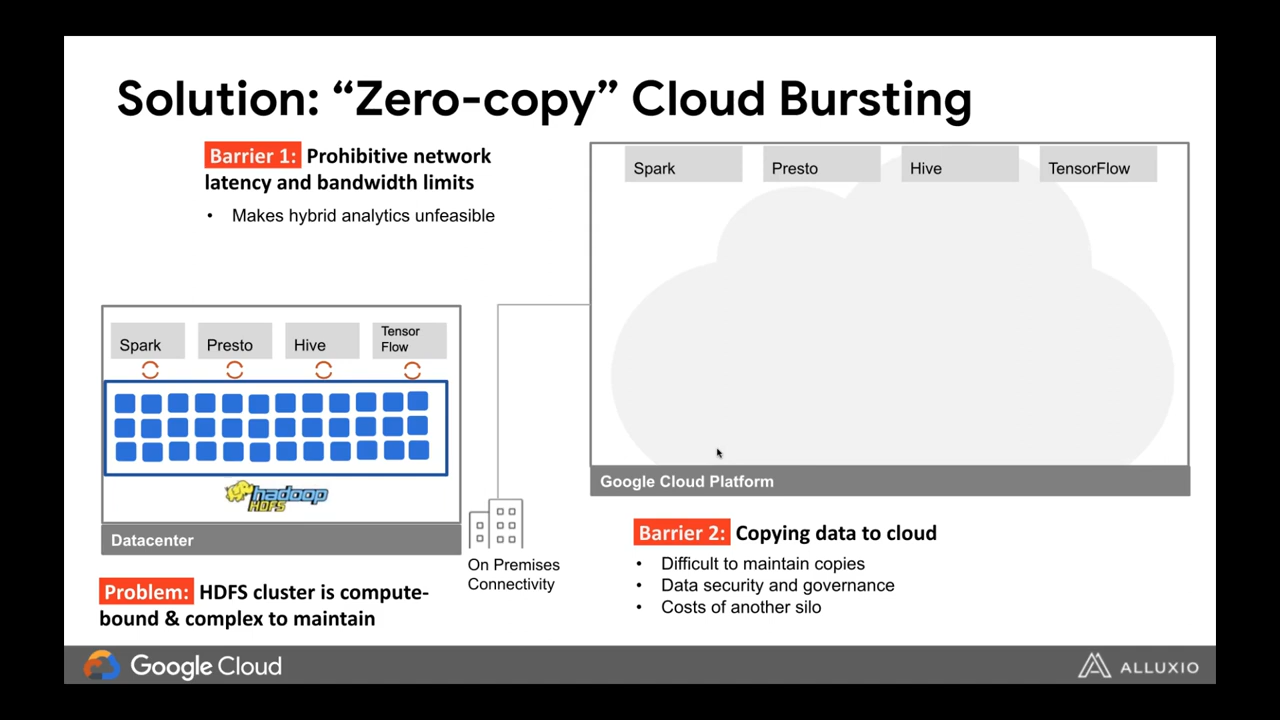 Solution: “Zero-copy” Cloud Bursting
Barrier 1: Prohibitive network
latency and bandwidth limits
• Makes hybrid analytics unfeasible
Spark
Presto
Hive
TensorFlow
Google Cloud Platform
Spark
Presto
Hive
Tensor
Flow
hadoop
HDFS
Datacenter
On Premises
Connectivity
Problem: HDFS cluster is compute-
bound & complex to maintain
Barrier 2: Copying data to cloud
• Difficult to maintain copies
• Data security and governance
• Costs of another silo
Google Cloud
ALLUXIO